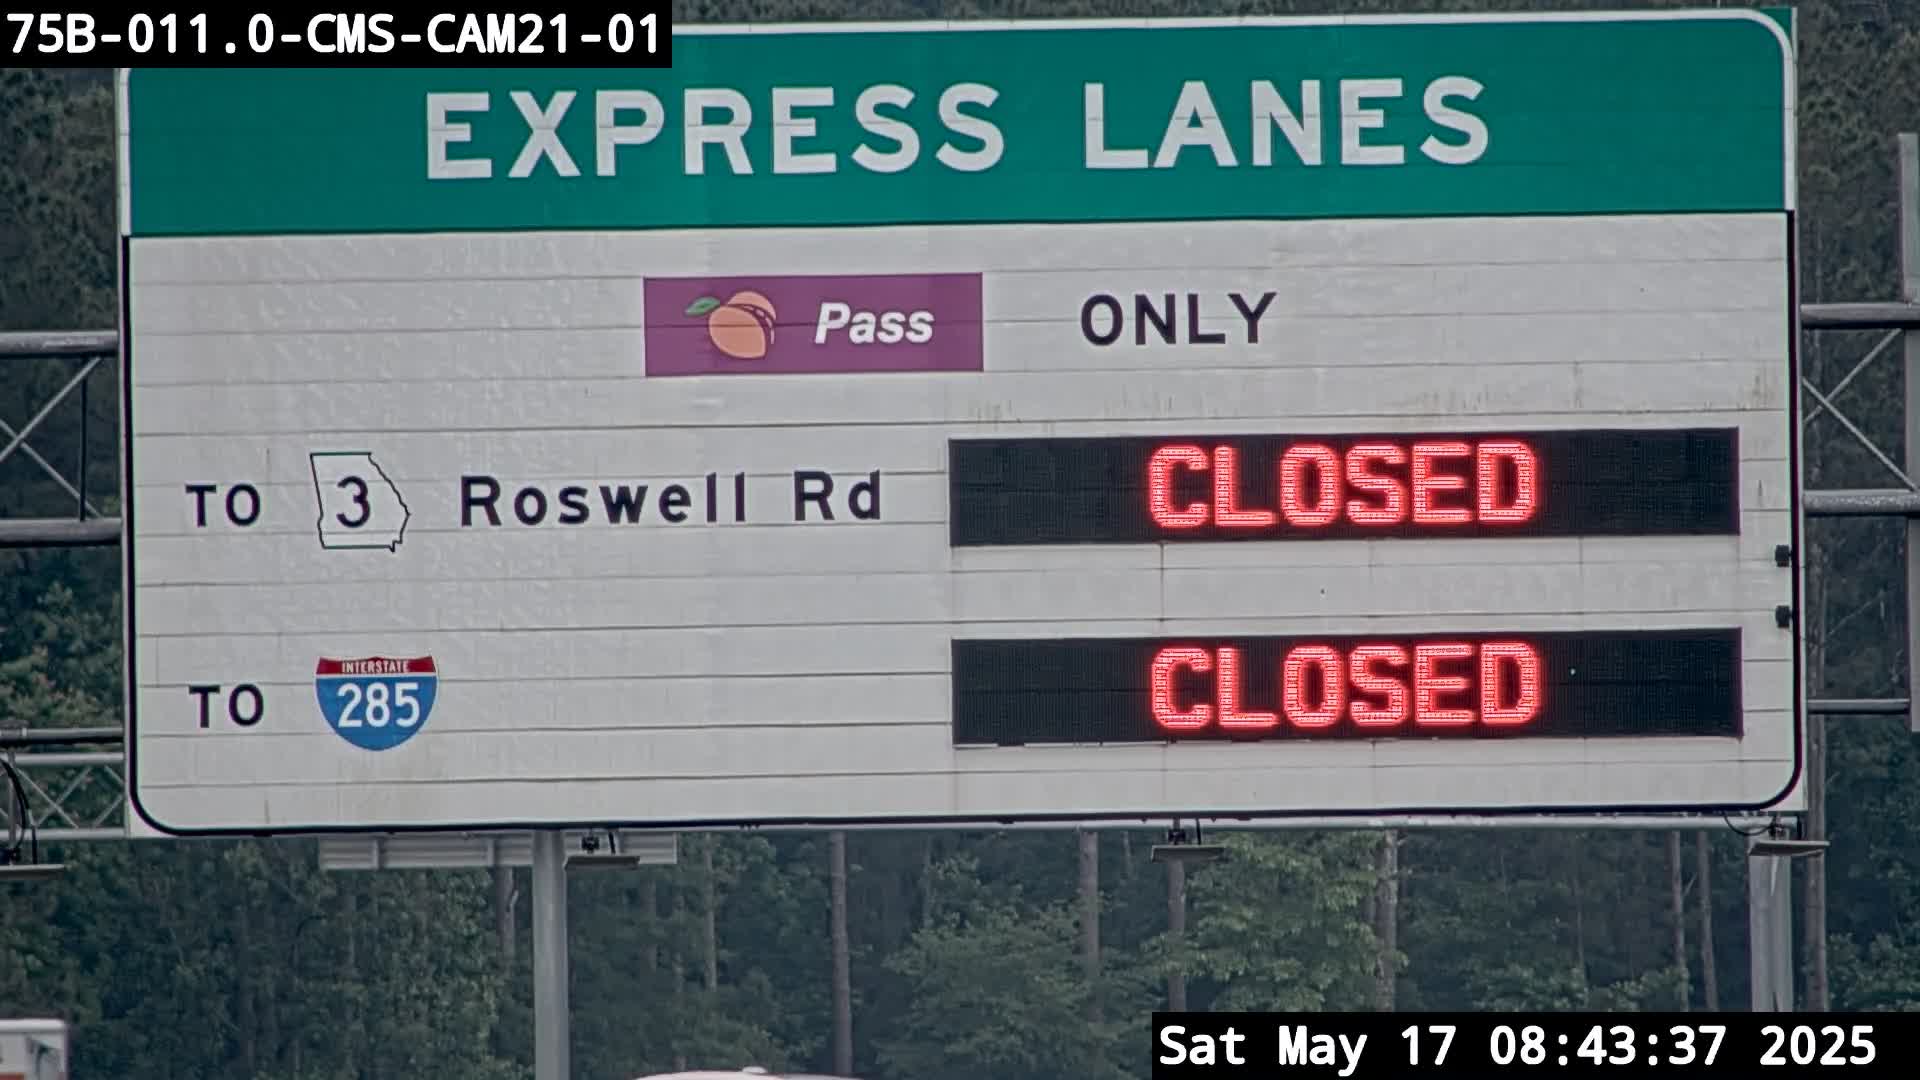 75B-011.0-CMS-CAM21-01
EXPRESS LANES
Pass ONLY
TO 3 Roswell Rd CLOSED
INTERSTATE
TO 285 CLOSED
Sat May 17 08:43:37 2025